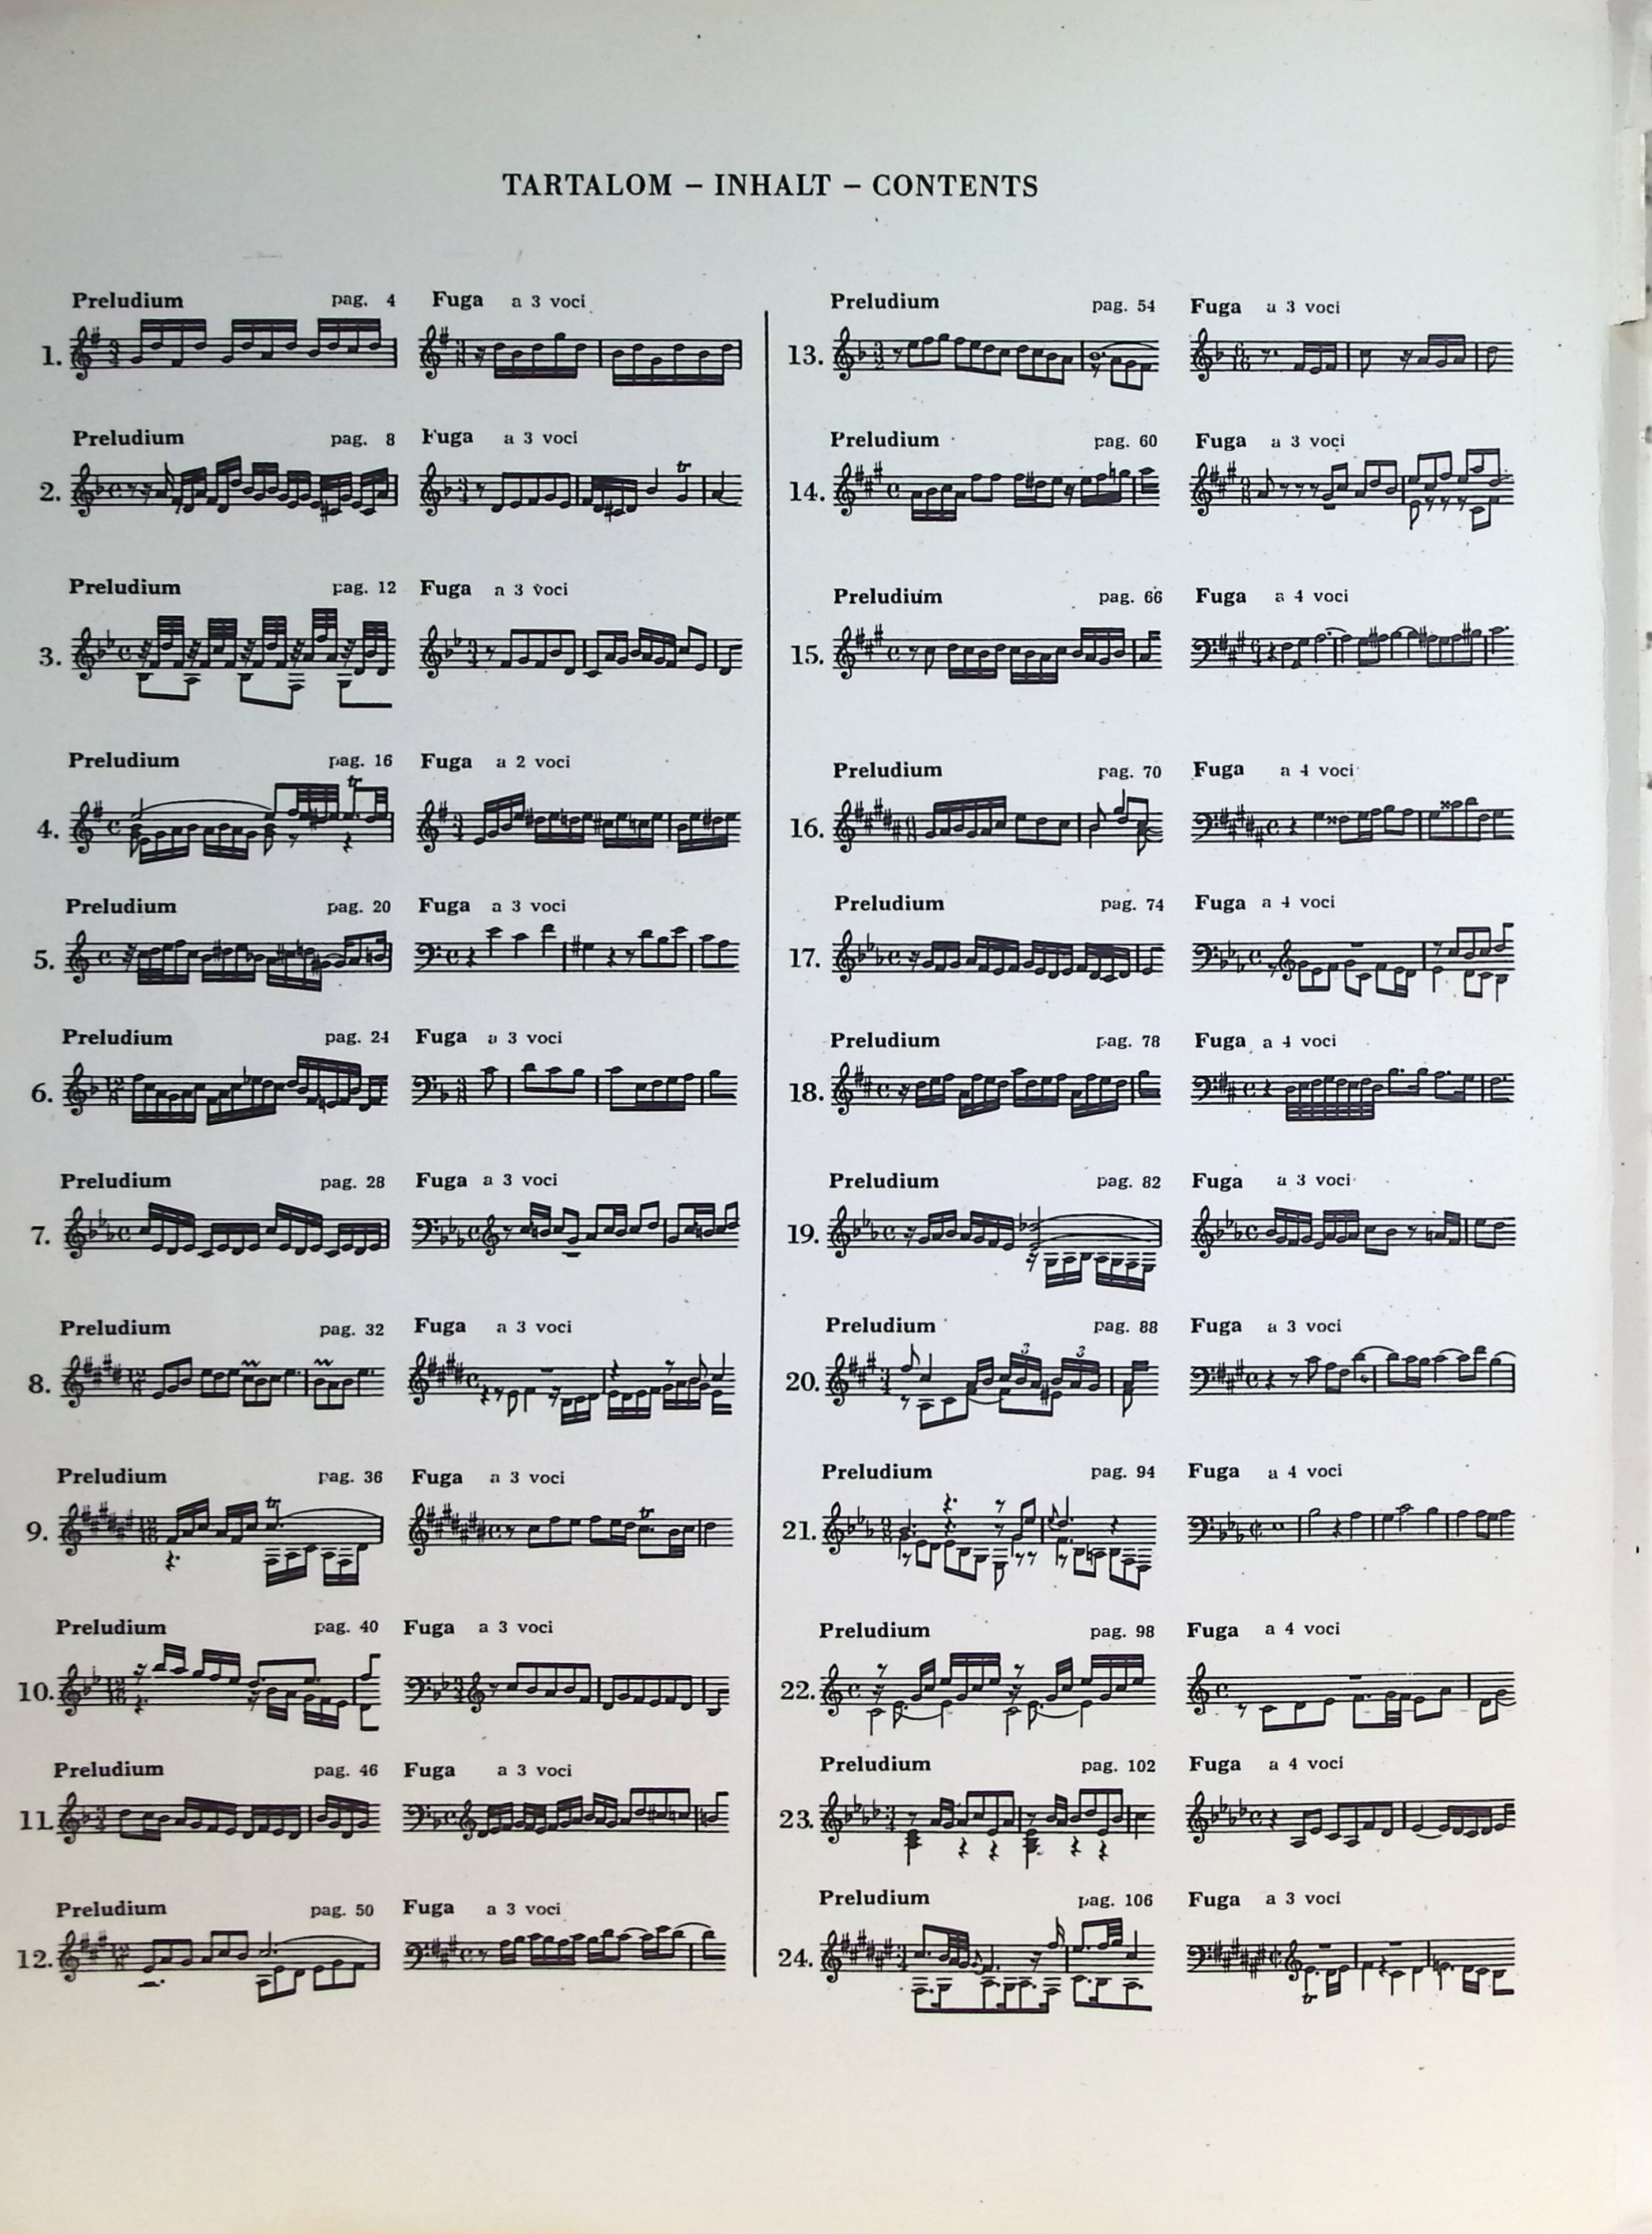 TARTALOM – INHALT – CONTENTS
Preludium pag. 4 Fuga a 3 voci
1.
Preludium pag. 8 Fuga a 3 voci
2.
Preludium pag. 12 Fuga a 3 voci
3.
Preludium pag. 16 Fuga a 2 voci
4.
Preludium pag. 20 Fuga a 3 voci
5.
Preludium pag. 24 Fuga a 3 voci
6.
Preludium pag. 28 Fuga a 3 voci
7.
Preludium pag. 32 Fuga a 3 voci
8.
Preludium pag. 36 Fuga a 3 voci
9.
Preludium pag. 40 Fuga a 3 voci
10.
Preludium pag. 46 Fuga a 3 voci
11.
Preludium pag. 50 Fuga a 3 voci
12.
Preludium pag. 54 Fuga a 3 voci
13.
Preludium pag. 60 Fuga a 3 voci
14.
Preludium pag. 66 Fuga a 4 voci
15.
Preludium pag. 70 Fuga a 4 voci
16.
Preludium pag. 74 Fuga a 4 voci
17.
Preludium pag. 78 Fuga a 4 voci
18.
Preludium pag. 82 Fuga a 3 voci
19.
Preludium pag. 88 Fuga a 3 voci
20.
Preludium pag. 94 Fuga a 4 voci
21.
Preludium pag. 98 Fuga a 4 voci
22.
Preludium pag. 102 Fuga a 4 voci
23.
Preludium pag. 106 Fuga a 3 voci
24.